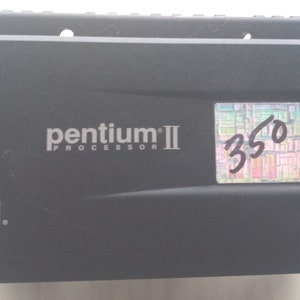 pentium® II
PROCESSOR
350